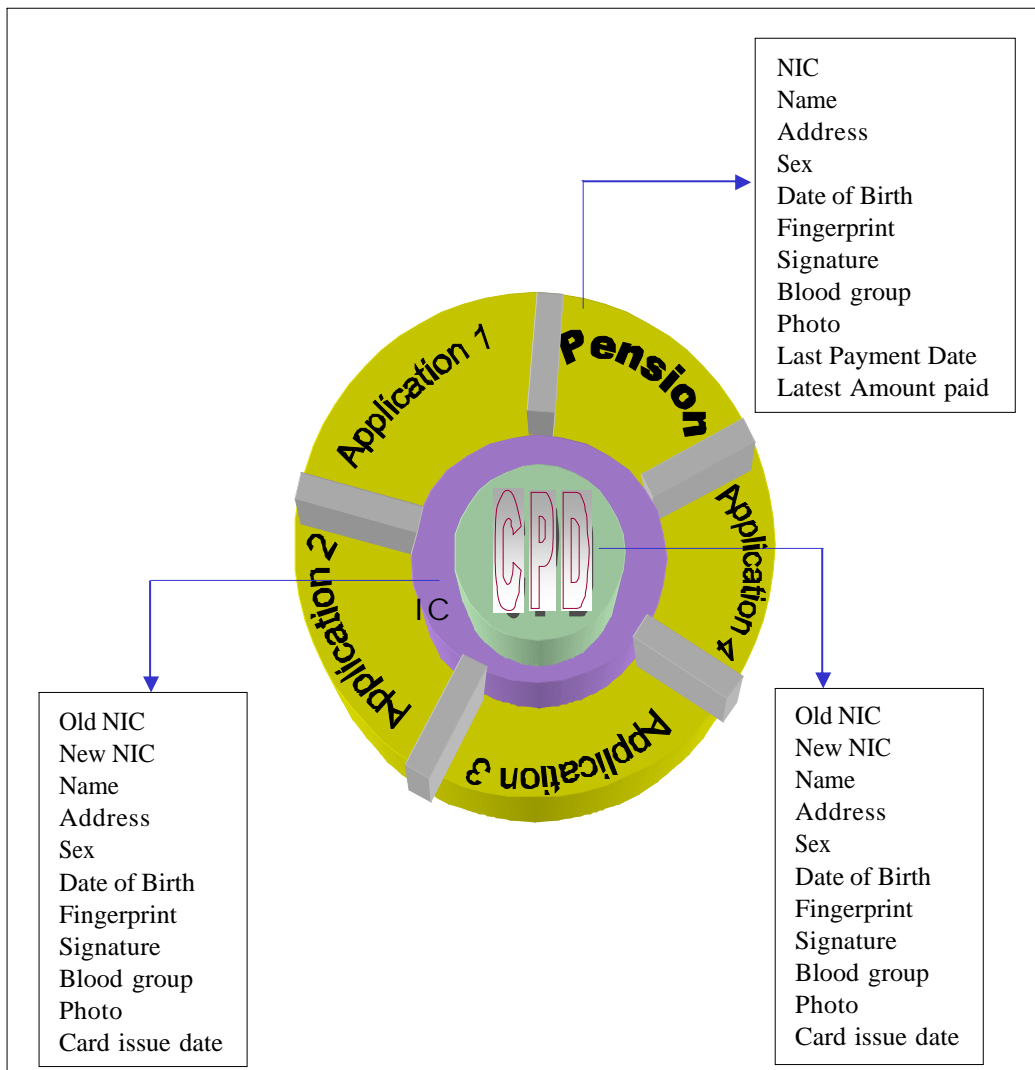 NIC
Name
Address
Sex
Date of Birth
Fingerprint
Signature
Blood group
Photo
Last Payment Date
Latest Amount paid
Application 1
Pension
Application 2
CPD
IC
Application 4
Application 3
Old NIC
New NIC
Name
Address
Sex
Date of Birth
Fingerprint
Signature
Blood group
Photo
Card issue date
Old NIC
New NIC
Name
Address
Sex
Date of Birth
Fingerprint
Signature
Blood group
Photo
Card issue date